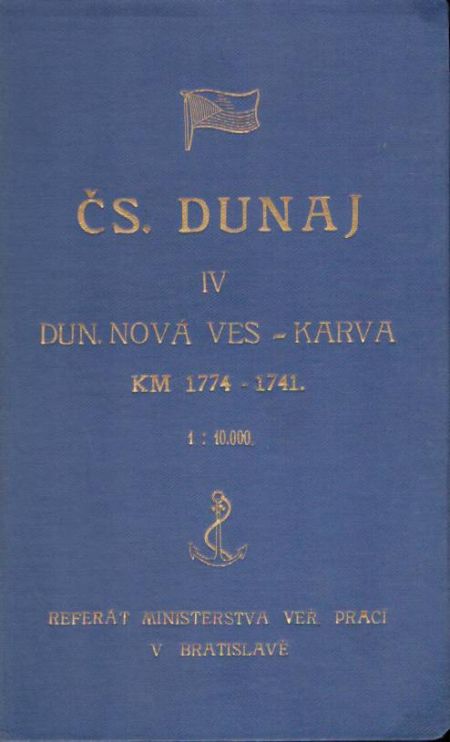 ČS. DUNAJ
IV
DUN. NOVÁ VES - KARVA
KM 1774 - 1741.
1 : 10.000.
REFERÁT MINISTERSTVA VEŘ. PRACÍ
V BRATISLAVĚ